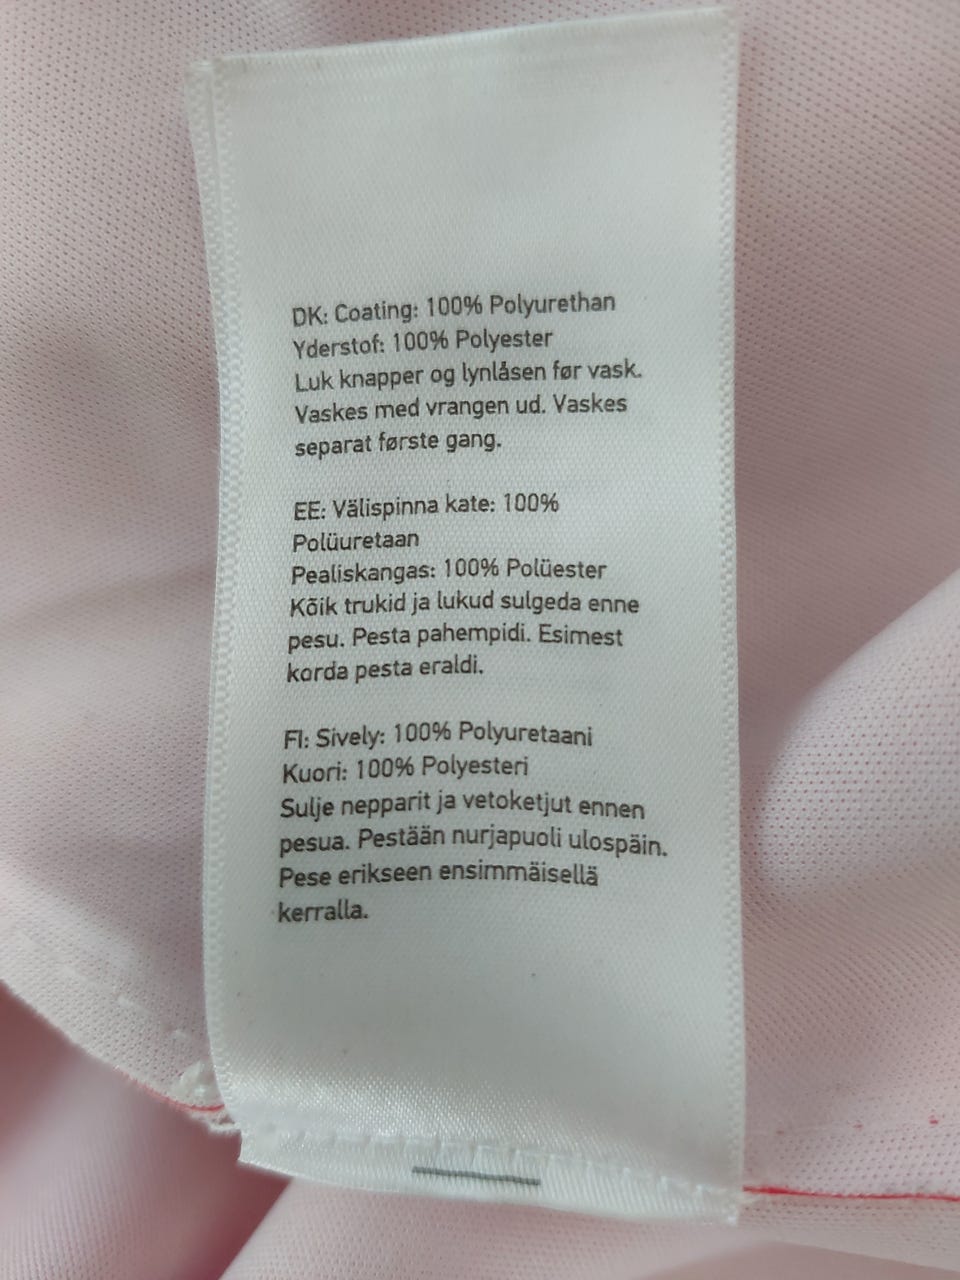 DK: Coating: 100% Polyurethan
Yderstof: 100% Polyester
Luk knapper og lynlåsen før vask.
Vaskes med vrangen ud. Vaskes
separat første gang.
EE: Välispinna kate: 100%
Polüuretaan
Pealiskangas: 100% Polüester
Kõik trukid ja lukud sulgeda enne
pesu. Pesta pahempidi. Esimest
korda pesta eraldi.
FI: Sively: 100% Polyuretaani
Kuori: 100% Polyesteri
Sulje nepparit ja vetoketjut ennen
pesua. Pestään nurjapuoli ulospäin.
Pese erikseen ensimmäisellä
kerralla.